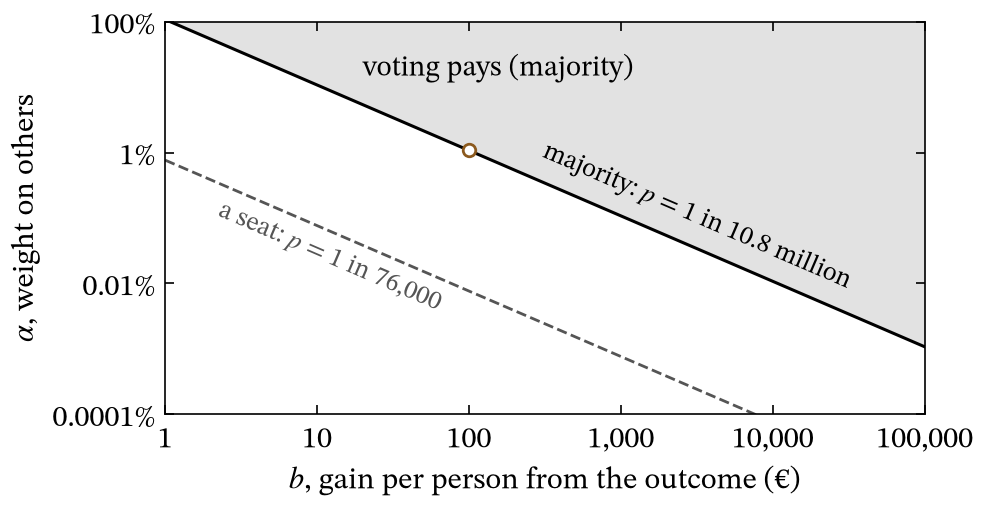 100%
1%
0.01%
0.0001%
α, weight on others
voting pays (majority)
majority: p = 1 in 10.8 million
a seat: p = 1 in 76,000
1
10
100
1,000
10,000
100,000
b, gain per person from the outcome (€)